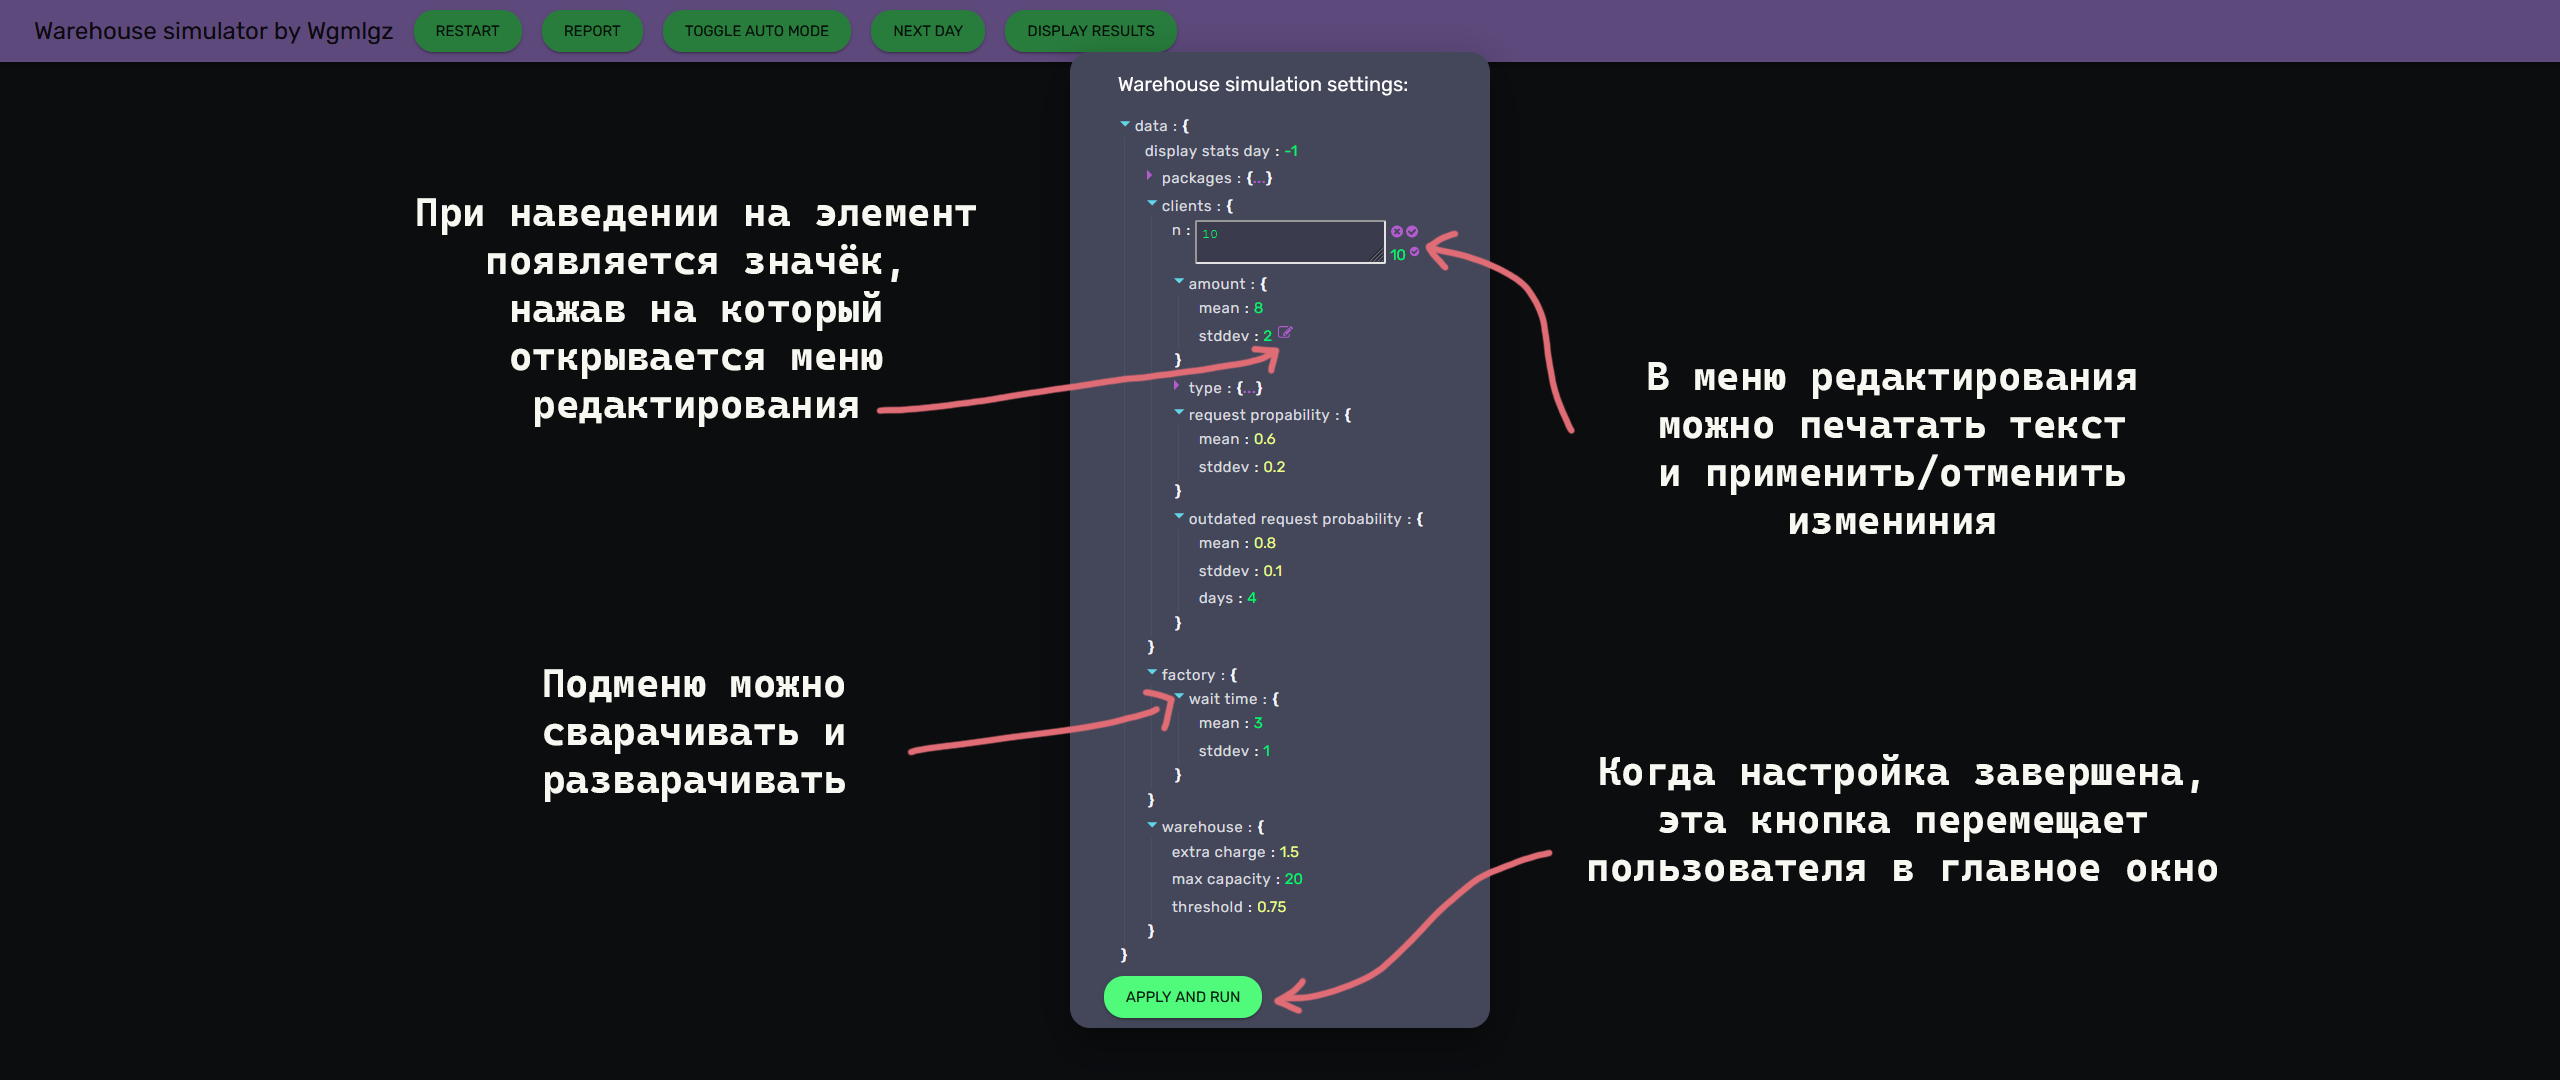 Warehouse simulator by Wgmlgz
RESTART
REPORT
TOGGLE AUTO MODE
NEXT DAY
DISPLAY RESULTS
Warehouse simulation settings:
data : {
display stats day : -1
packages : {...}
clients : {
n : 10
10
amount : {
mean : 8
stddev : 2
}
type : {...}
request propability : {
mean : 0.6
stddev : 0.2
}
outdated request probability : {
mean : 0.8
stddev : 0.1
days : 4
}
}
factory : {
wait time : {
mean : 3
stddev : 1
}
}
warehouse : {
extra charge : 1.5
max capacity : 20
threshold : 0.75
}
}
APPLY AND RUN
При наведении на элемент
появляется значёк,
нажав на который
открывается меню
редактирования
Подменю можно
сварачивать и
разварачивать
В меню редактирования
можно печатать текст
и применить/отменить
измениния
Когда настройка завершена,
эта кнопка перемещает
пользователя в главное окно